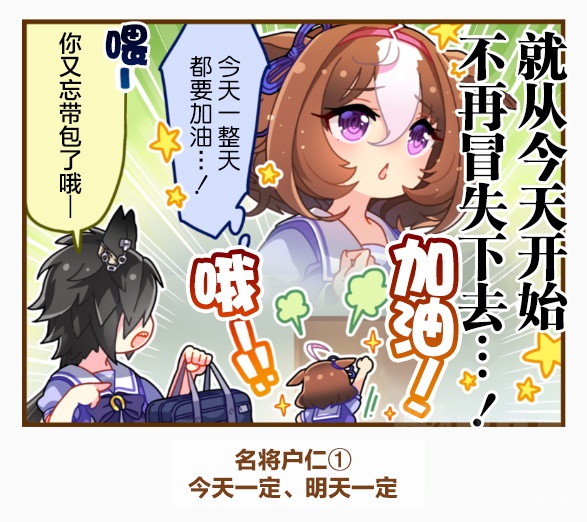 就从今天开始
不再冒失下去…！
今天一整天
都要加油…！
喂—
你又忘带包了哦—
加油！
哦—!!
名将户仁①
今天一定、明天一定